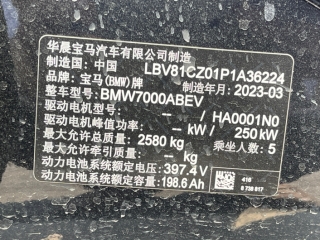 华晨宝马汽车有限公司制造
制造国：中国 LBV81CZ01P1A36224
品牌：宝马(BMW)牌 制造年月：2023-03
整车型号：BMW7000ABEV
驱动电机型号： HA0001N0
驱动电机峰值功率： -- kW/ 250 kW
最大允许总质量： 2580 kg 乘坐人数：5
最大允许牵引质量： -- kg
动力电池系统额定电压：397.4V
动力电池系统额定容量：198.6Ah